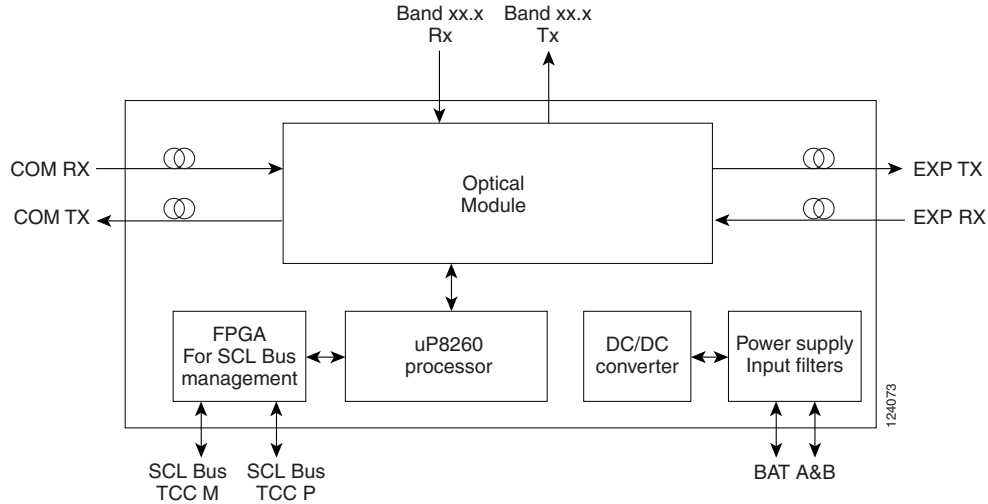 Band xx.x
Rx
Band xx.x
Tx
COM RX
COM TX
Optical
Module
EXP TX
EXP RX
FPGA
For SCL Bus
management
uP8260
processor
DC/DC
converter
Power supply
Input filters
124073
SCL Bus
TCC M
SCL Bus
TCC P
BAT A&B